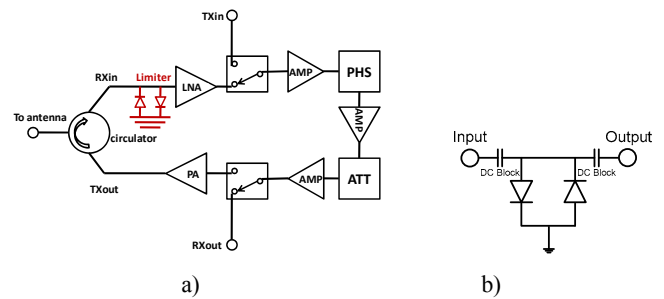 TXin
RXin
Limiter
LNA
AMP
PHS
To antenna
circulator
AMP
TXout
PA
AMP
ATT
RXout
a)
Input
Output
DC Block
DC Block
b)